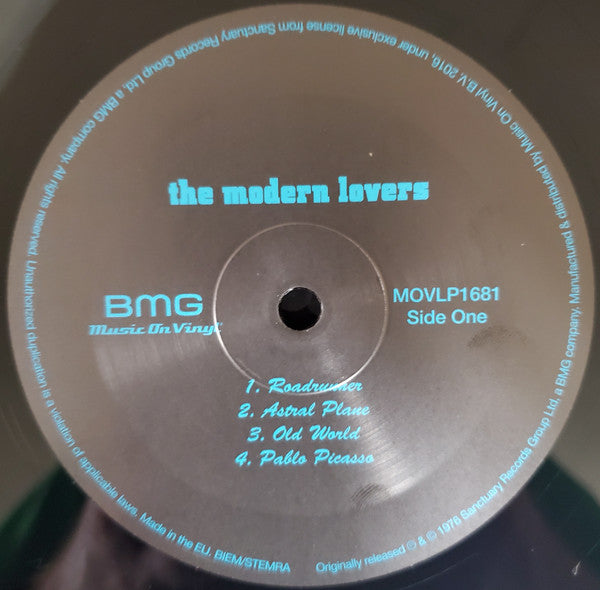 the modern lovers
BMG
Music On Vinyl
MOVLP1681
Side One
1. Roadrunner
2. Astral Plane
3. Old World
4. Pablo Picasso
Originally released ℗ & © 1976 Sanctuary Records Group Ltd, a BMG company. Manufactured & distributed by Music On Vinyl B.V. 2016, under exclusive license from Sanctuary Records Group Ltd, a BMG company. All rights reserved. Unauthorized duplication is a violation of applicable laws. Made in the EU. BIEM/STEMRA